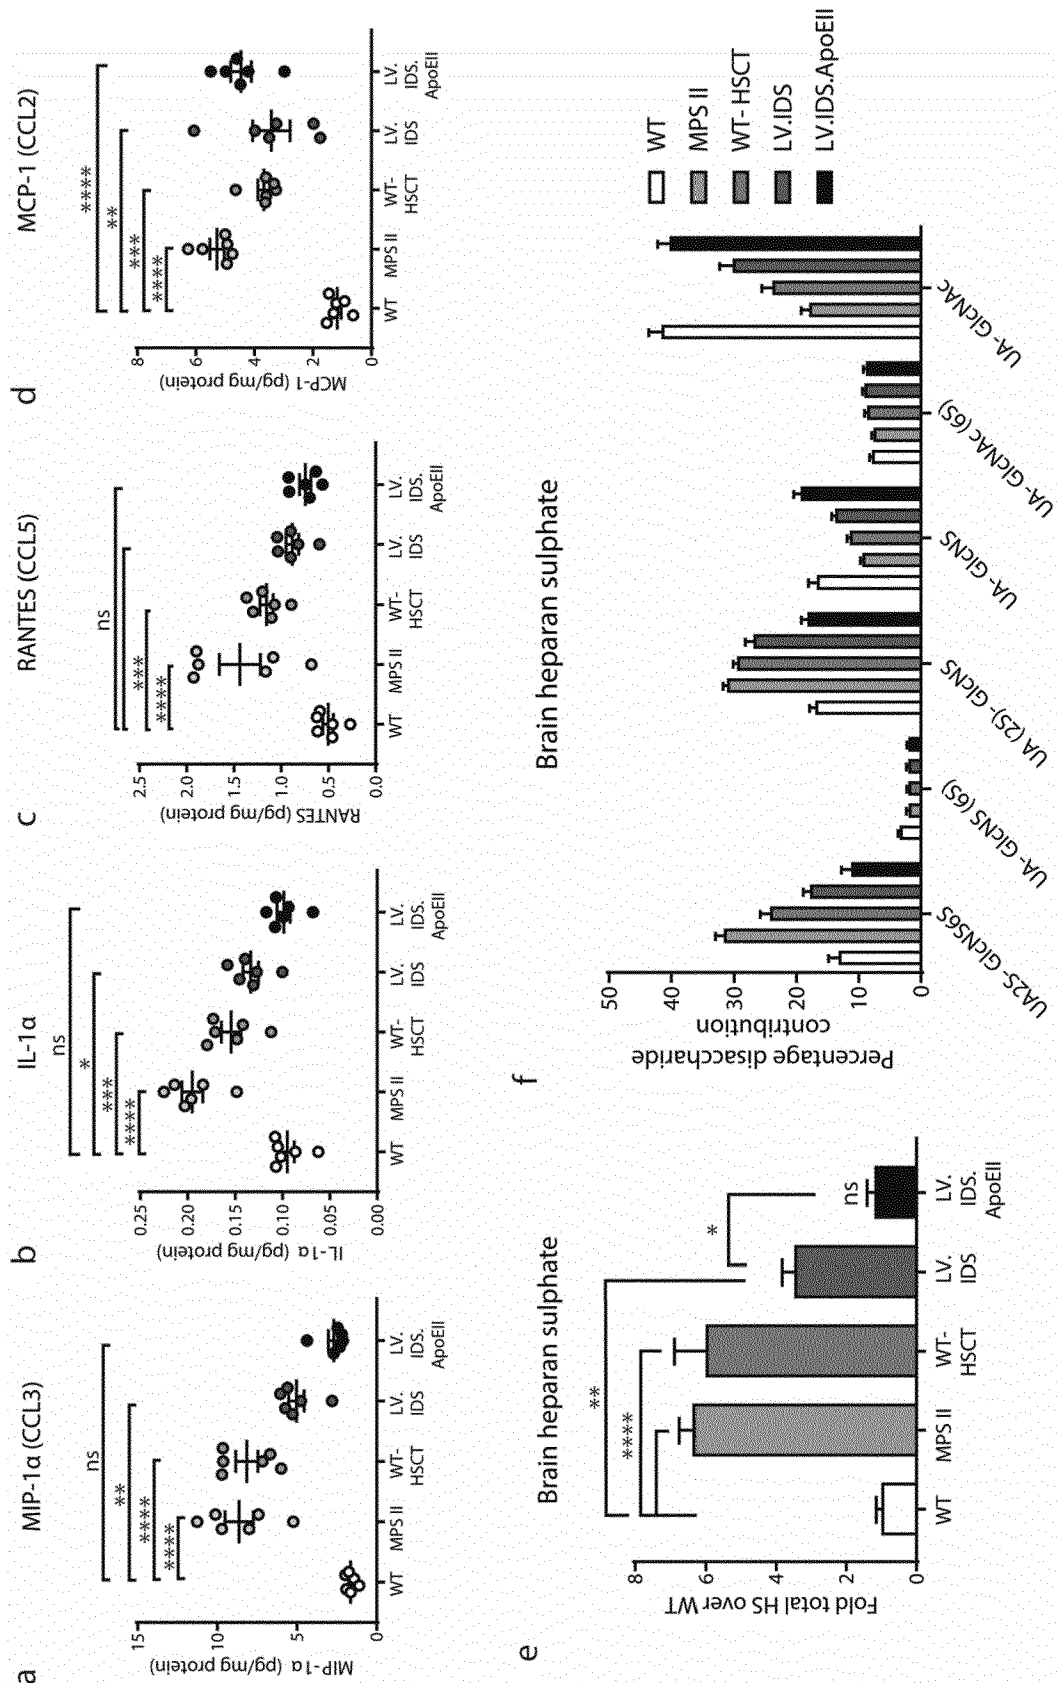 a
MIP-1α (CCL3)
MIP-1α (pg/mg protein)
15
10
5
0
ns
**
****
****
WT
MPS II
WT-
HSCT
LV.
IDS
LV.
IDS.
ApoEII
b
IL-1α
IL-1α (pg/mg protein)
0.25
0.20
0.15
0.10
0.05
0.00
ns
*
***
****
WT
MPS II
WT-
HSCT
LV.
IDS
LV.
IDS.
ApoEII
c
RANTES (CCL5)
RANTES (pg/mg protein)
2.5
2.0
1.5
1.0
0.5
0.0
ns
***
****
WT
MPS II
WT-
HSCT
LV.
IDS
LV.
IDS.
ApoEII
d
MCP-1 (CCL2)
MCP-1 (pg/mg protein)
8
6
4
2
0
****
**
***
****
WT
MPS II
WT-
HSCT
LV.
IDS
LV.
IDS.
ApoEII
e
Brain heparan sulphate
Fold total HS over WT
8
6
4
2
0
**
****
*
ns
WT
MPS II
WT-
HSCT
LV.
IDS
LV.
IDS.
ApoEII
f
Brain heparan sulphate
Percentage disaccharide
contribution
50
40
30
20
10
0
UA2S- GlcNS6S
UA- GlcNS (6S)
UA (2S)- GlcNS
UA- GlcNS
UA- GlcNAc (6S)
UA- GlcNAc
WT
MPS II
WT- HSCT
LV.IDS
LV.IDS.ApoEII